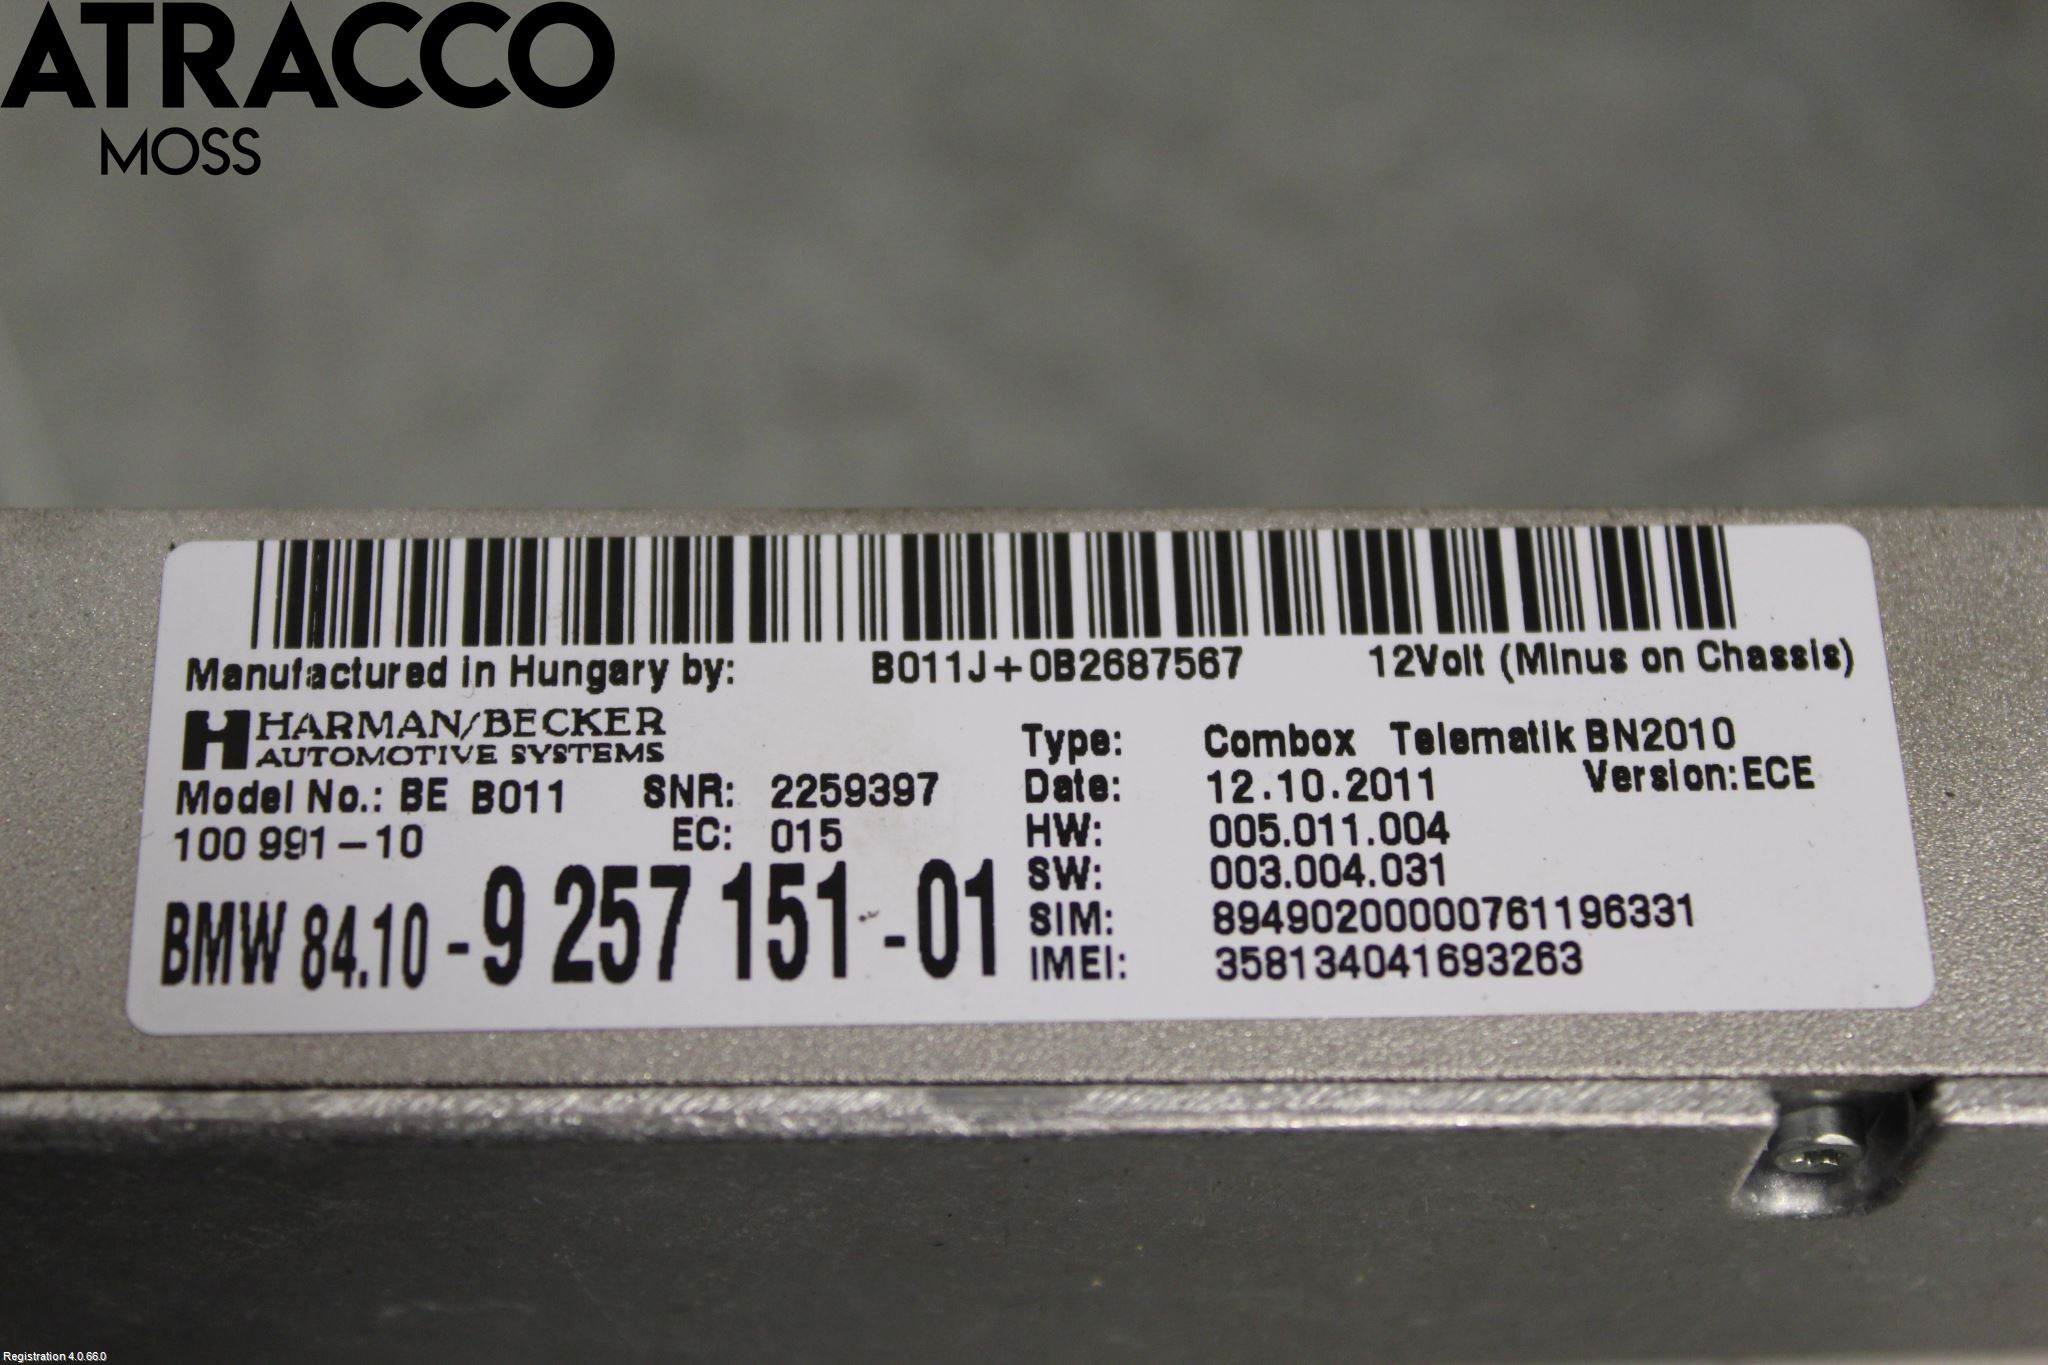 ATRACCO
MOSS
Manufactured in Hungary by: B011J+0B2687567 12Volt (Minus on Chassis)
HARMAN/BECKER
AUTOMOTIVE SYSTEMS
Type: Combox Telematik BN2010
Model No.: BE B011 SNR: 2259397 Date: 12.10.2011 Version:ECE
100 991-10 EC: 015 HW: 005.011.004
SW: 003.004.031
BMW 84.10 - 9 257 151 - 01 SIM: 89490200000761196331
IMEI: 358134041693263
Registration 4.0.66.0